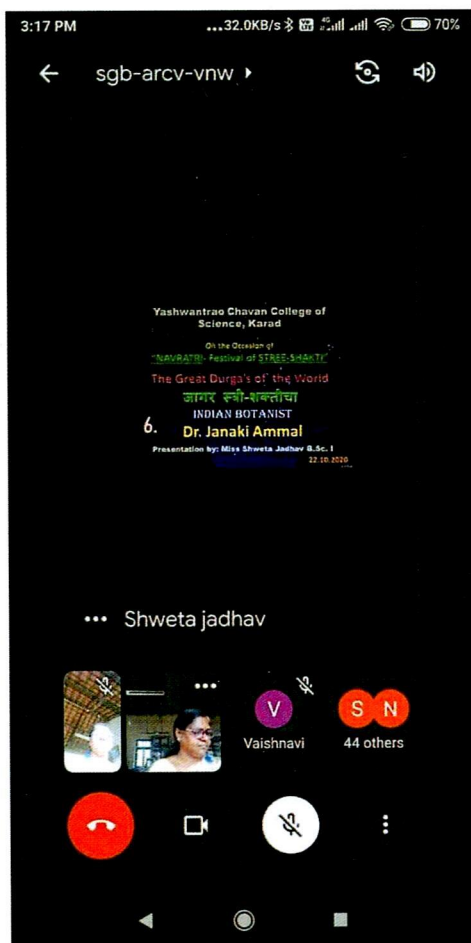 3:17 PM ...32.0KB/s 4G 70%
sgb-arcv-vnw
Yashwantrao Chavan College of
Science, Karad
On the Occasion of
"NAVRATRI- Festival of STREE-SHAKTI"
The Great Durga's of the World
जागर स्त्री-शक्तीचा
INDIAN BOTANIST
6. Dr. Janaki Ammal
Presentation by: Miss Shweta Jadhav B.Sc. I
22.10.2020
Shweta jadhav
V
S N
Vaishnavi
44 others